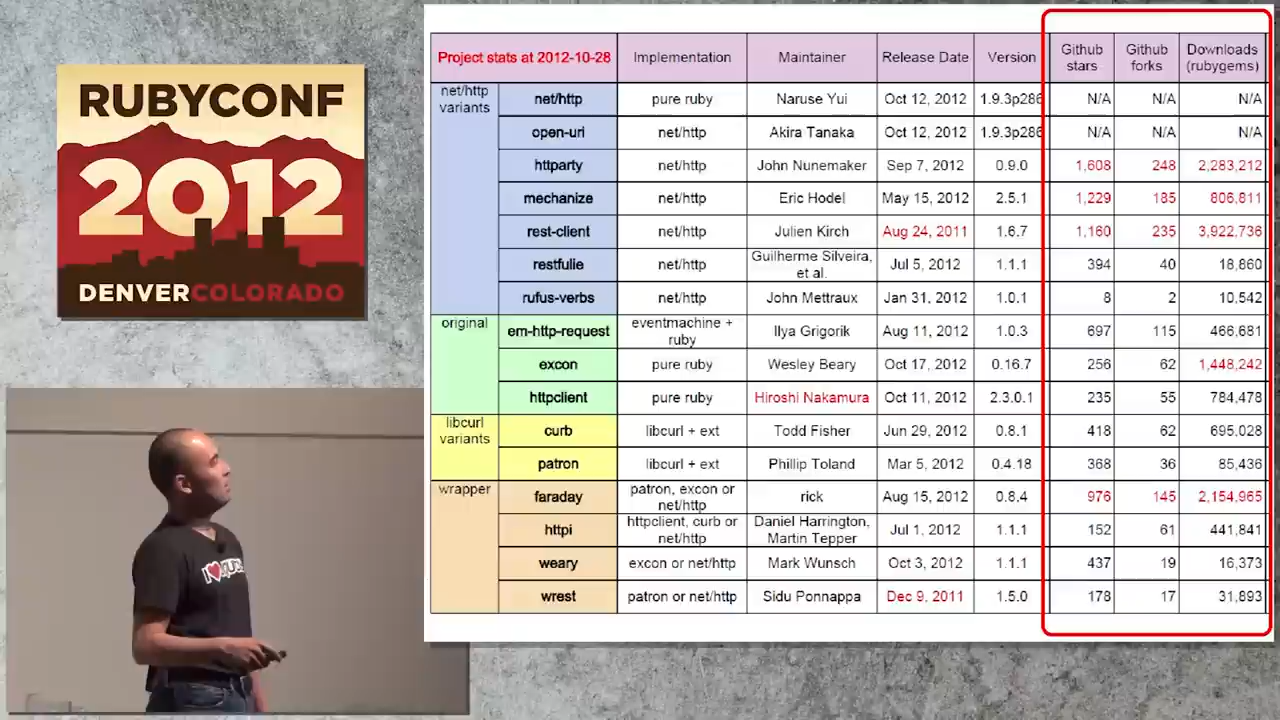 RUBYCONF
2012
DENVERCOLORADO
Project stats at 2012-10-28 Implementation Maintainer Release Date Version Github stars Github forks Downloads (rubygems)
net/http variants
net/http pure ruby Naruse Yui Oct 12, 2012 1.9.3p286 N/A N/A N/A
open-uri net/http Akira Tanaka Oct 12, 2012 1.9.3p286 N/A N/A N/A
httparty net/http John Nunemaker Sep 7, 2012 0.9.0 1,608 248 2,283,212
mechanize net/http Eric Hodel May 15, 2012 2.5.1 1,229 185 806,811
rest-client net/http Julien Kirch Aug 24, 2011 1.6.7 1,160 235 3,922,736
restfulie net/http Guilherme Silveira, et al. Jul 5, 2012 1.1.1 394 40 18,860
rufus-verbs net/http John Mettraux Jan 31, 2012 1.0.1 8 2 10,542
original
em-http-request eventmachine + ruby Ilya Grigorik Aug 11, 2012 1.0.3 697 115 466,681
excon pure ruby Wesley Beary Oct 17, 2012 0.16.7 256 62 1,448,242
httpclient pure ruby Hiroshi Nakamura Oct 11, 2012 2.3.0.1 235 55 784,478
libcurl variants
curb libcurl + ext Todd Fisher Jun 29, 2012 0.8.1 418 62 695,028
patron libcurl + ext Phillip Toland Mar 5, 2012 0.4.18 368 36 85,436
wrapper
faraday patron, excon or net/http rick Aug 15, 2012 0.8.4 976 145 2,154,965
httpi httpclient, curb or net/http Daniel Harrington, Martin Tepper Jul 1, 2012 1.1.1 152 61 441,841
weary excon or net/http Mark Wunsch Oct 3, 2012 1.1.1 437 19 16,373
wrest patron or net/http Sidu Ponnappa Dec 9, 2011 1.5.0 178 17 31,893